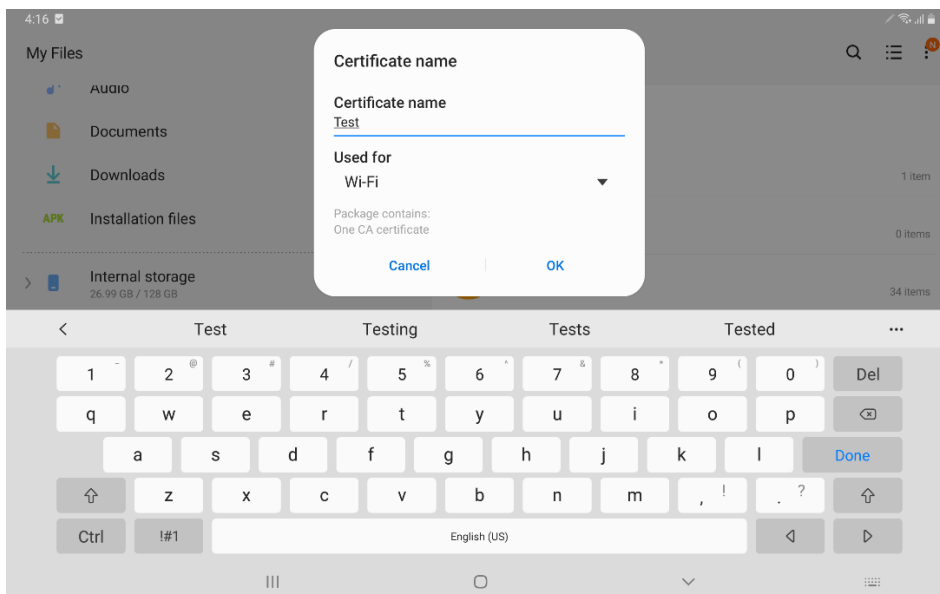 4:16
My Files
Audio
Documents
Downloads
1 item
APK Installation files
0 items
Internal storage
26.99 GB / 128 GB
34 items
N
Certificate name
Certificate name
Test
Used for
Wi-Fi
Package contains:
One CA certificate
Cancel OK
Test Testing Tests Tested
1 - 2 @ 3 # 4 / 5 % 6 ^ 7 & 8 * 9 ( 0 ) Del
q w e r t y u i o p
a s d f g h j k l Done
z x c v b n m , ! . ?
Ctrl !#1 English (US)